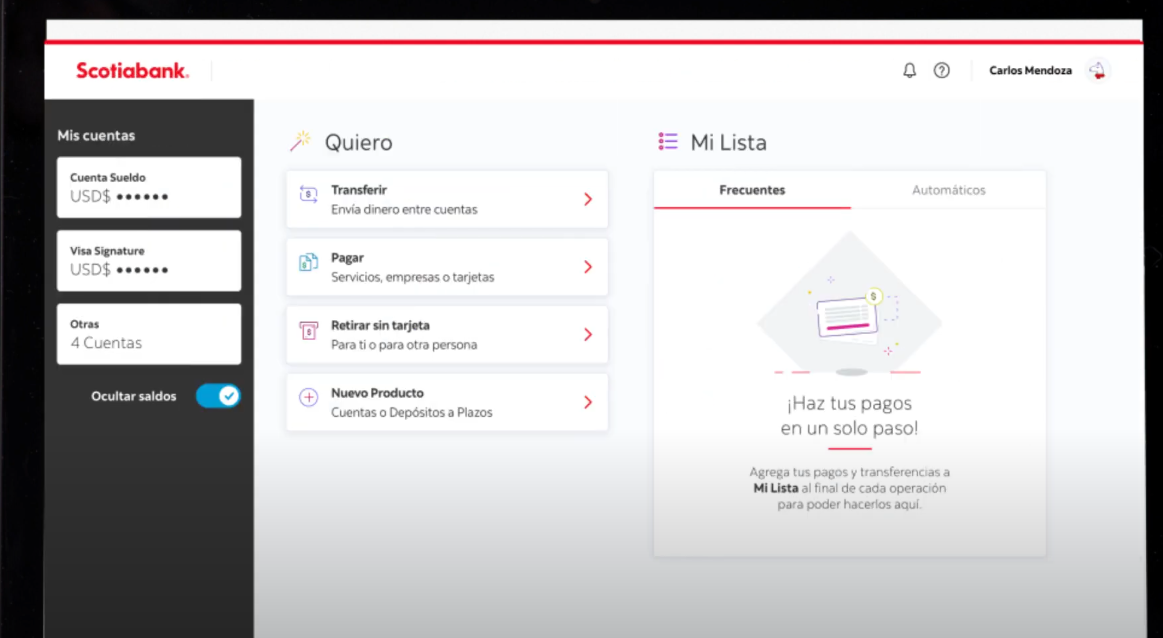 Scotiabank.
Carlos Mendoza
Mis cuentas
Cuenta Sueldo
USD$ ••••••
Visa Signature
USD$ ••••••
Otras
4 Cuentas
Ocultar saldos
Quiero
Transferir
Envía dinero entre cuentas
Pagar
Servicios, empresas o tarjetas
Retirar sin tarjeta
Para ti o para otra persona
Nuevo Producto
Cuentas o Depósitos a Plazos
Mi Lista
Frecuentes
Automáticos
¡Haz tus pagos
en un solo paso!
Agrega tus pagos y transferencias a
Mi Lista al final de cada operación
para poder hacerlos aquí.